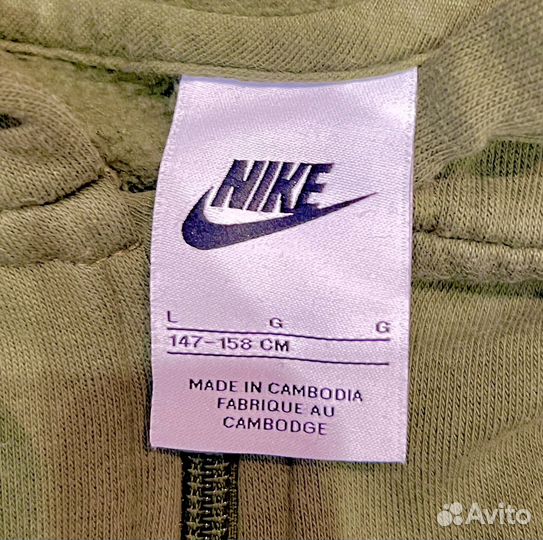 NIKE
L G G
147-158 CM
MADE IN CAMBODIA
FABRIQUE AU
CAMBODGE
Avito